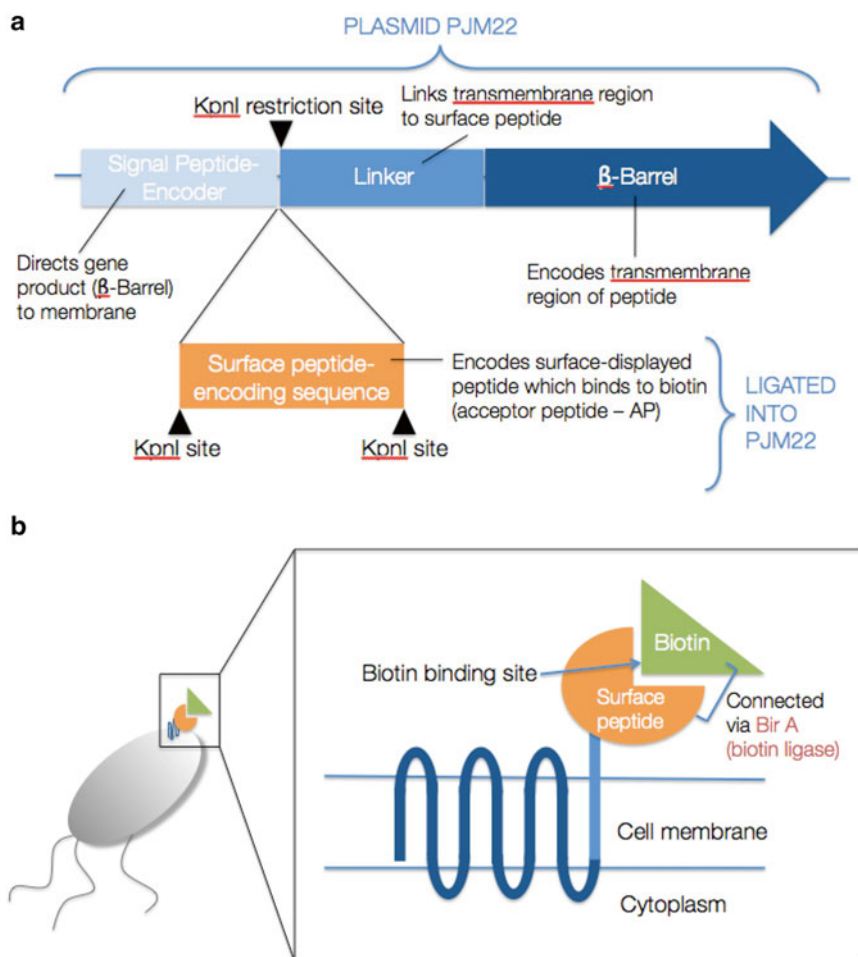 a
PLASMID PJM22
KpnI restriction site
Links transmembrane region
to surface peptide
Signal Peptide-
Encoder
Linker
β-Barrel
Directs gene
product (β-Barrel)
to membrane
Encodes transmembrane
region of peptide
Surface peptide-
encoding sequence
Encodes surface-displayed
peptide which binds to biotin
(acceptor peptide – AP)
LIGATED
INTO
PJM22
KpnI site
KpnI site
b
Biotin
Biotin binding site
Surface
peptide
Connected
via Bir A
(biotin ligase)
Cell membrane
Cytoplasm